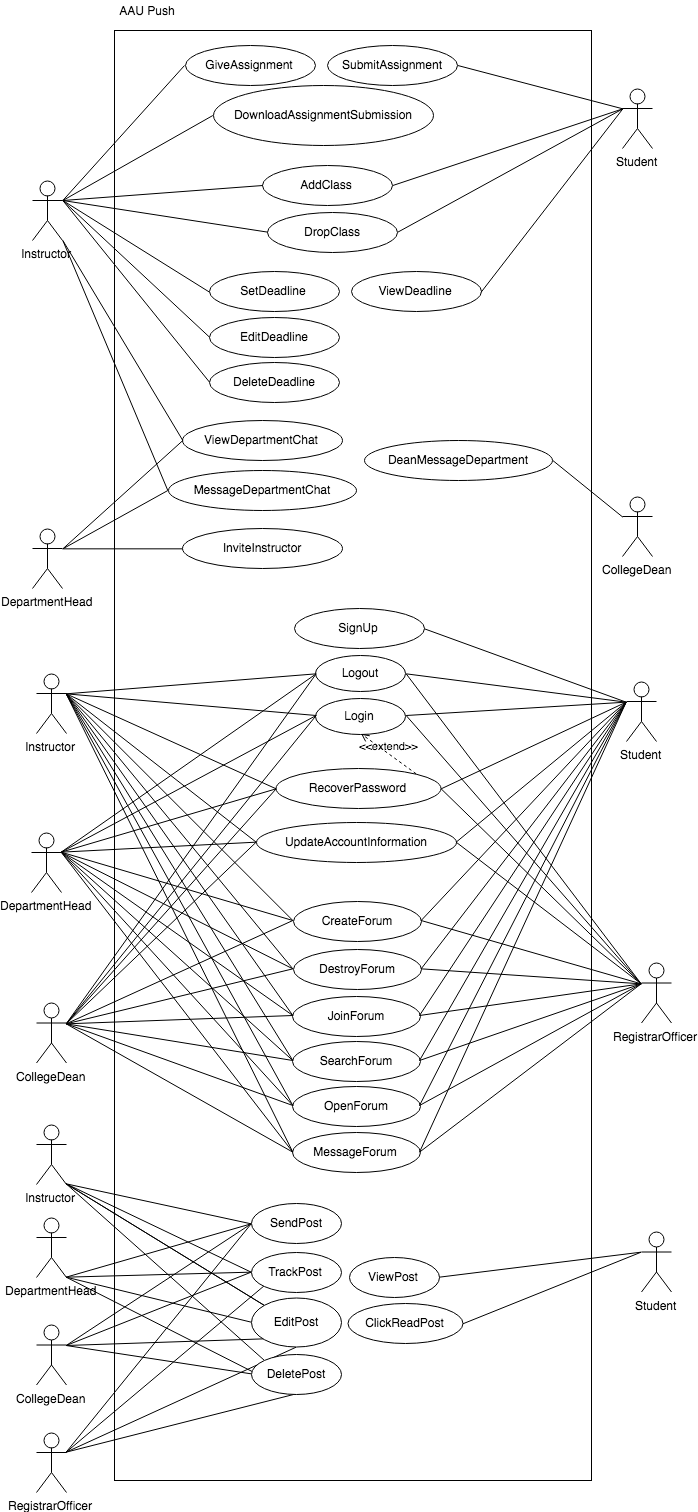 AAU Push
GiveAssignment
SubmitAssignment
DownloadAssignmentSubmission
Student
AddClass
DropClass
Instructor
SetDeadline
ViewDeadline
EditDeadline
DeleteDeadline
ViewDepartmentChat
DeanMessageDepartment
MessageDepartmentChat
InviteInstructor
CollegeDean
DepartmentHead
SignUp
Logout
Login
Instructor
<<extend>>
Student
RecoverPassword
UpdateAccountInformation
DepartmentHead
CreateForum
DestroyForum
JoinForum
RegistrarOfficer
SearchForum
CollegeDean
OpenForum
MessageForum
Instructor
SendPost
TrackPost
ViewPost
DepartmentHead
Student
EditPost
ClickReadPost
DeletePost
CollegeDean
RegistrarOfficer